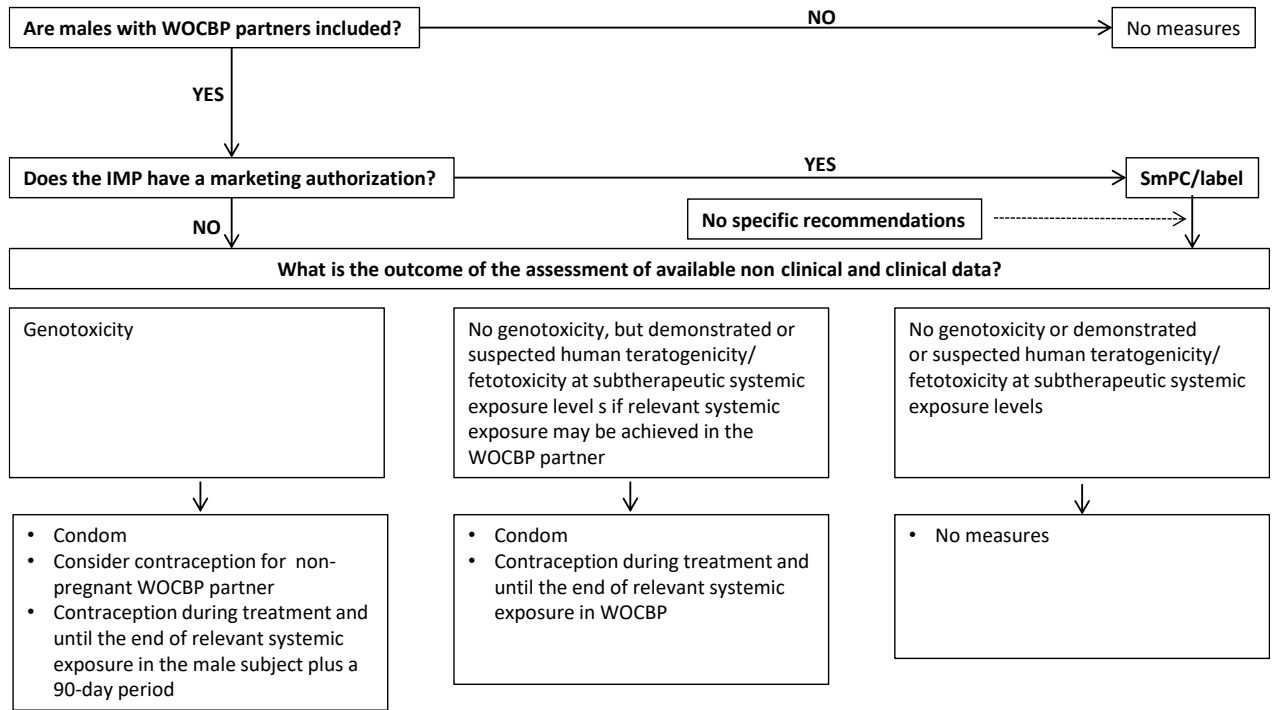 Are males with WOCBP partners included?
NO
No measures
YES
Does the IMP have a marketing authorization?
YES
SmPC/label
NO
No specific recommendations
What is the outcome of the assessment of available non clinical and clinical data?
Genotoxicity
No genotoxicity, but demonstrated or
suspected human teratogenicity/
fetotoxicity at subtherapeutic systemic
exposure level s if relevant systemic
exposure may be achieved in the
WOCBP partner
No genotoxicity or demonstrated
or suspected human teratogenicity/
fetotoxicity at subtherapeutic systemic
exposure levels
• Condom
• Consider contraception for non-
pregnant WOCBP partner
• Contraception during treatment and
until the end of relevant systemic
exposure in the male subject plus a
90-day period
• Condom
• Contraception during treatment and
until the end of relevant systemic
exposure in WOCBP
• No measures